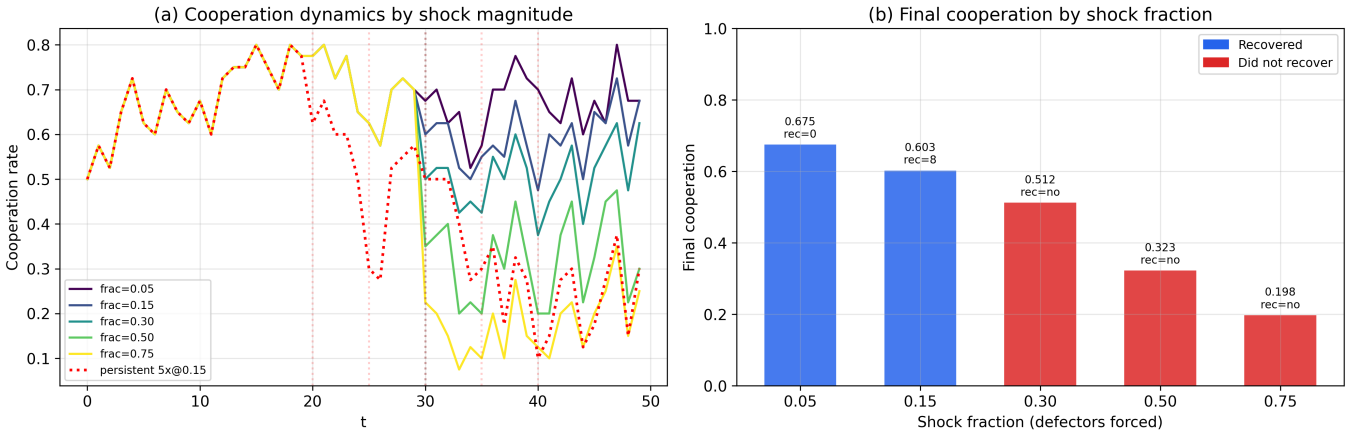 (a) Cooperation dynamics by shock magnitude
Cooperation rate
0.8
0.7
0.6
0.5
0.4
0.3
0.2
0.1
frac=0.05
frac=0.15
frac=0.30
frac=0.50
frac=0.75
persistent 5x@0.15
0
10
20
30
40
50
t
(b) Final cooperation by shock fraction
Final cooperation
1.0
0.8
0.6
0.4
0.2
0.0
Recovered
Did not recover
0.675
rec=0
0.603
rec=8
0.512
rec=no
0.323
rec=no
0.198
rec=no
0.05
0.15
0.30
0.50
0.75
Shock fraction (defectors forced)